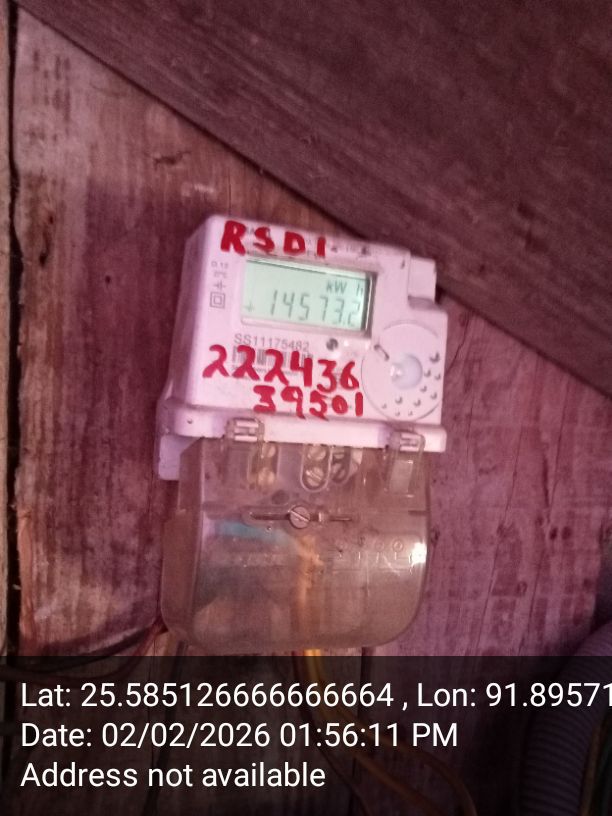 RSD1
kW h
14573.2
SS11175482
222436
39501
Lat: 25.585126666666664 , Lon: 91.89571
Date: 02/02/2026 01:56:11 PM
Address not available